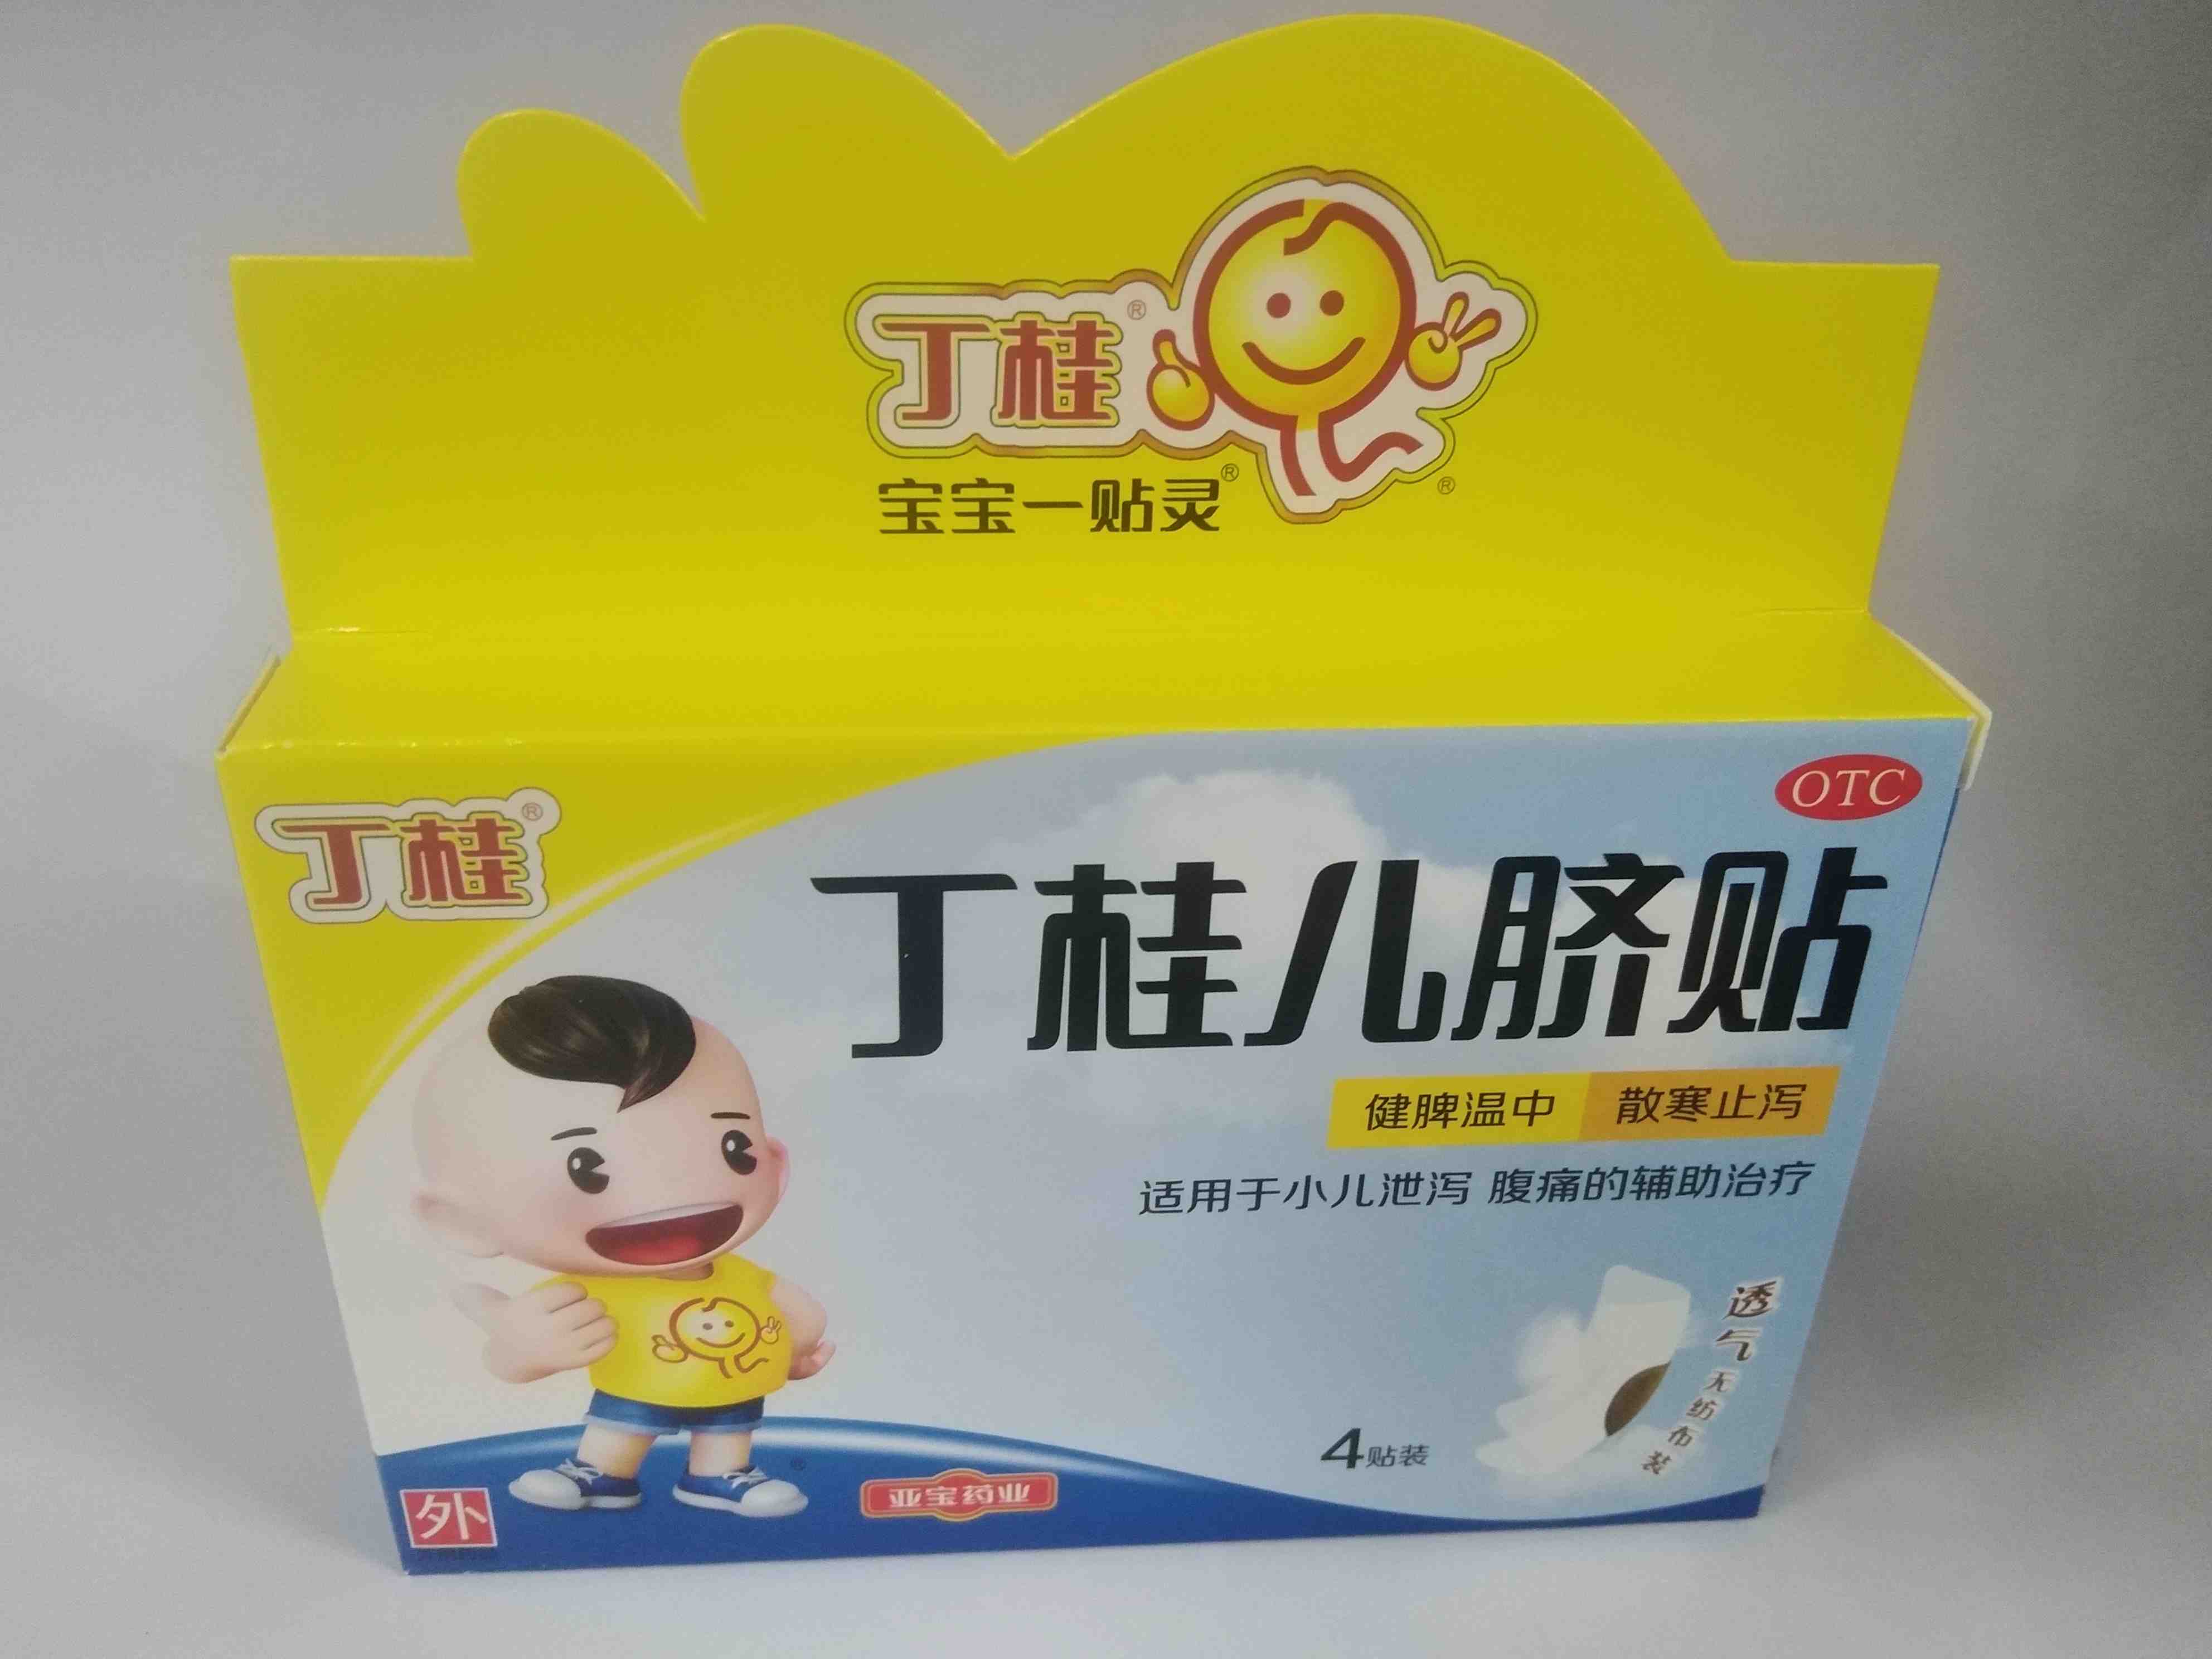 丁桂®
宝宝一贴灵®
®
丁桂®
OTC
丁桂儿脐贴
健脾温中 散寒止泻
适用于小儿泄泻 腹痛的辅助治疗
透气无纺布装
4贴装
®
亚宝药业
外